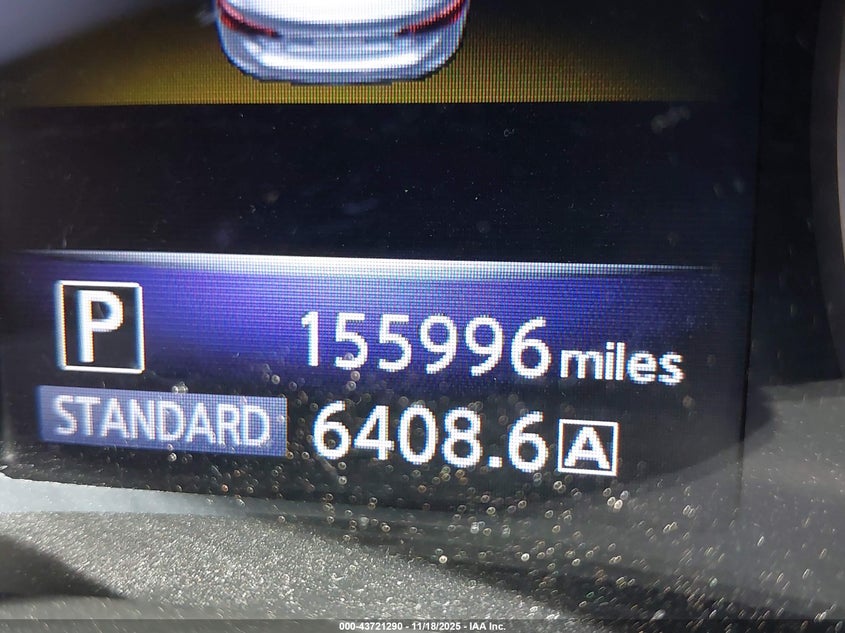 P 155996 miles
STANDARD 6408.6 A
000-43721290 - 11/18/2025 - IAA Inc.